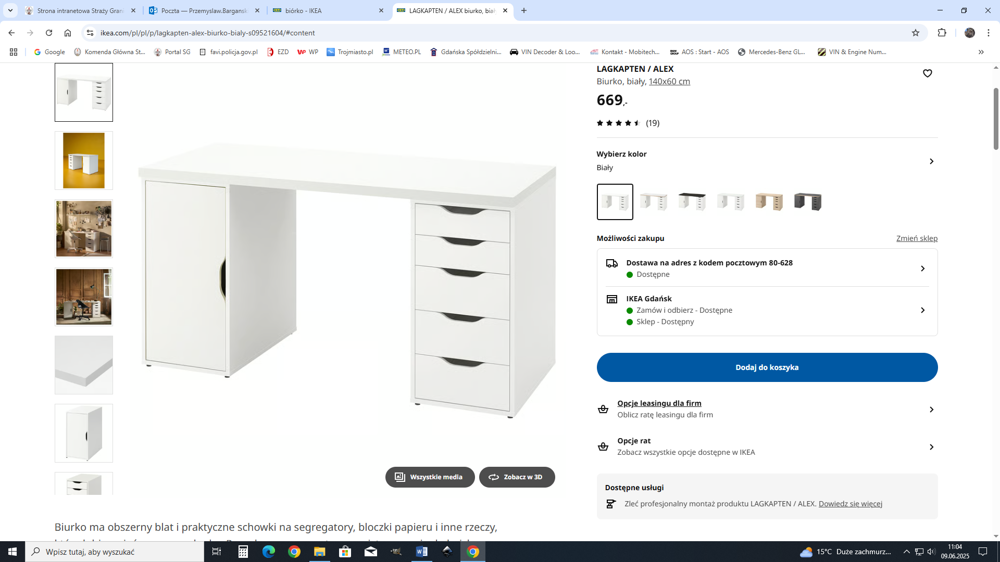 Strona intranetowa Straży Grani
Poczta — Przemyslaw.Bargansk
biórko - IKEA
LAGKAPTEN / ALEX biurko, biał
ikea.com/pl/pl/p/lagkapten-alex-biurko-bialy-s09521604/#content
Google
Komenda Główna St...
Portal SG
favi.policja.gov.pl
EZD
WP
Trojmiasto.pl
METEO.PL
Gdańska Spółdzielni...
VIN Decoder & Loo...
Kontakt - Mobitech...
AOS : Start - AOS
Mercedes-Benz GL...
VIN & Engine Num...
LAGKAPTEN / ALEX
Biurko, biały, 140x60 cm
669,-
(19)
Wybierz kolor
Biały
Możliwości zakupu
Zmień sklep
Dostawa na adres z kodem pocztowym 80-628
Dostępne
IKEA Gdańsk
Zamów i odbierz - Dostępne
Sklep - Dostępny
Dodaj do koszyka
Opcje leasingu dla firm
Oblicz ratę leasingu dla firm
Opcje rat
Zobacz wszystkie opcje dostępne w IKEA
Wszystkie media
Zobacz w 3D
Dostępne usługi
Zleć profesjonalny montaż produktu LAGKAPTEN / ALEX. Dowiedz się więcej
Biurko ma obszerny blat i praktyczne schowki na segregatory, bloczki papieru i inne rzeczy,
Wpisz tutaj, aby wyszukać
15°C Duże zachmurz...
11:04
09.06.2025